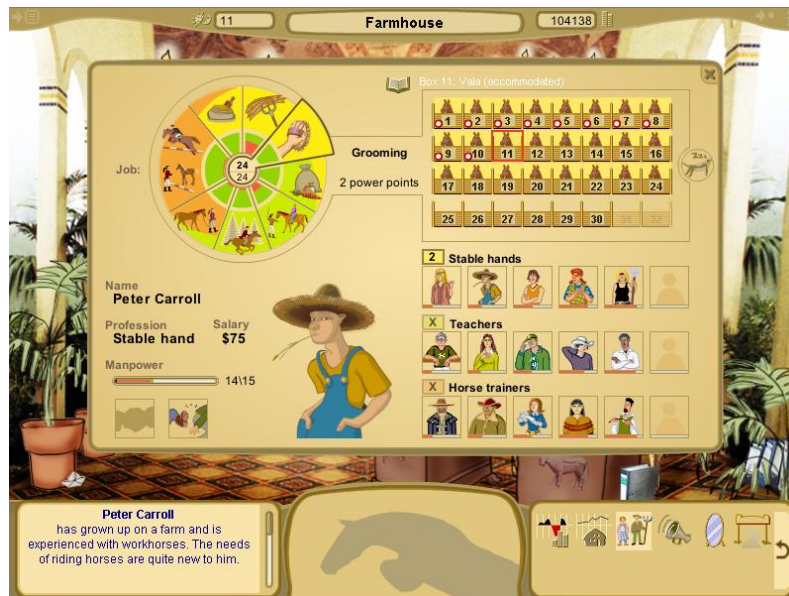 11
Farmhouse
104138
Box 11: Vala (accommodated)
1 2 3 4 5 6 7 8
9 10 11 12 13 14 15 16
17 18 19 20 21 22 23 24
25 26 27 28 29 30 31 32
Job:
24
24
Grooming
2 power points
2 Stable hands
X Teachers
X Horse trainers
Name
Peter Carroll
Profession Salary
Stable hand $75
Manpower
14\15
Peter Carroll
has grown up on a farm and is
experienced with workhorses. The needs
of riding horses are quite new to him.